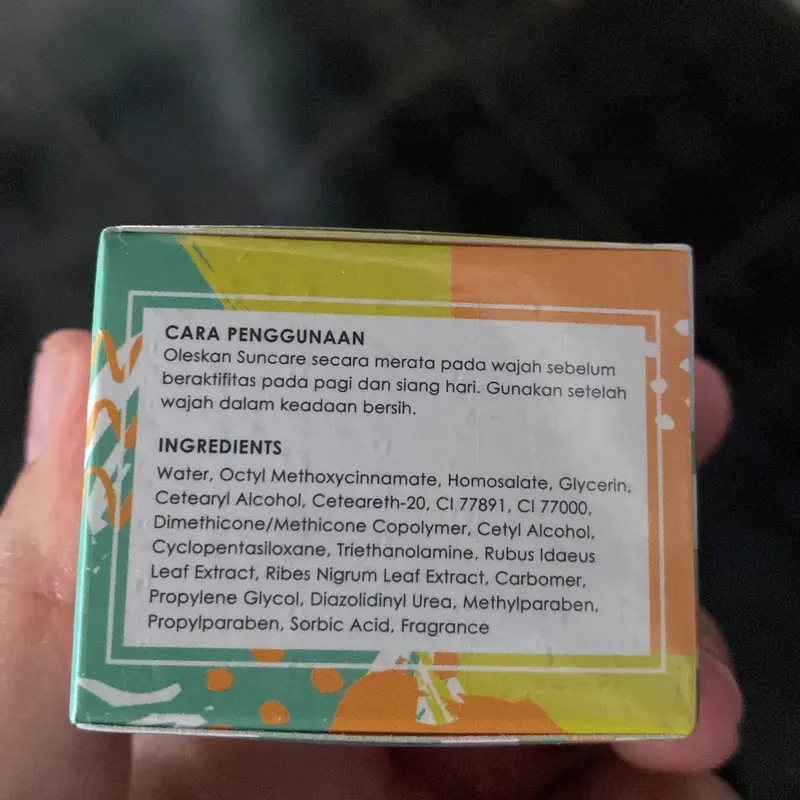 CARA PENGGUNAAN
Oleskan Suncare secara merata pada wajah sebelum
beraktifitas pada pagi dan siang hari. Gunakan setelah
wajah dalam keadaan bersih.
INGREDIENTS
Water, Octyl Methoxycinnamate, Homosalate, Glycerin,
Cetearyl Alcohol, Ceteareth-20, CI 77891, CI 77000,
Dimethicone/Methicone Copolymer, Cetyl Alcohol,
Cyclopentasiloxane, Triethanolamine, Rubus Idaeus
Leaf Extract, Ribes Nigrum Leaf Extract, Carbomer,
Propylene Glycol, Diazolidinyl Urea, Methylparaben,
Propylparaben, Sorbic Acid, Fragrance